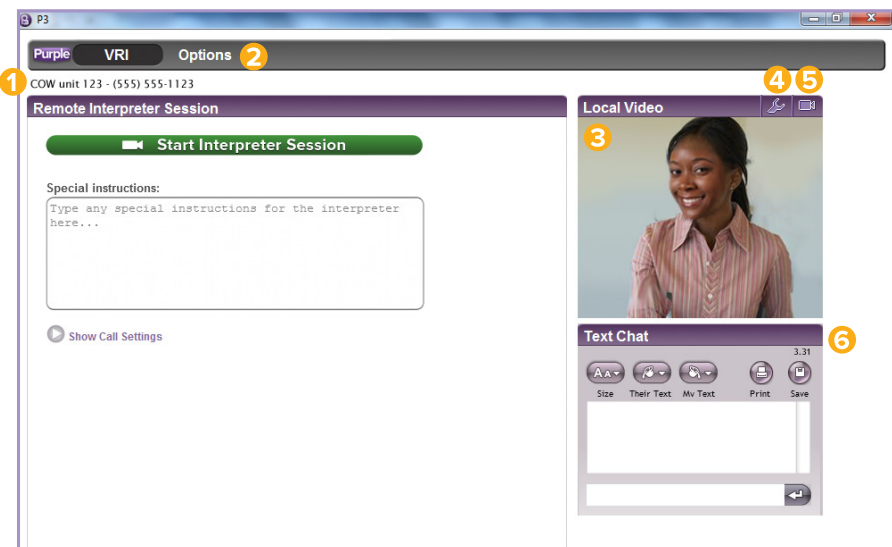 P3
Purple VRI Options 2
1 COW unit 123 - (555) 555-1123
4 5
Remote Interpreter Session
Start Interpreter Session
Special instructions:
Type any special instructions for the interpreter
here...
Show Call Settings
Local Video
3
Text Chat
6
3.31
Size Their Text My Text Print Save